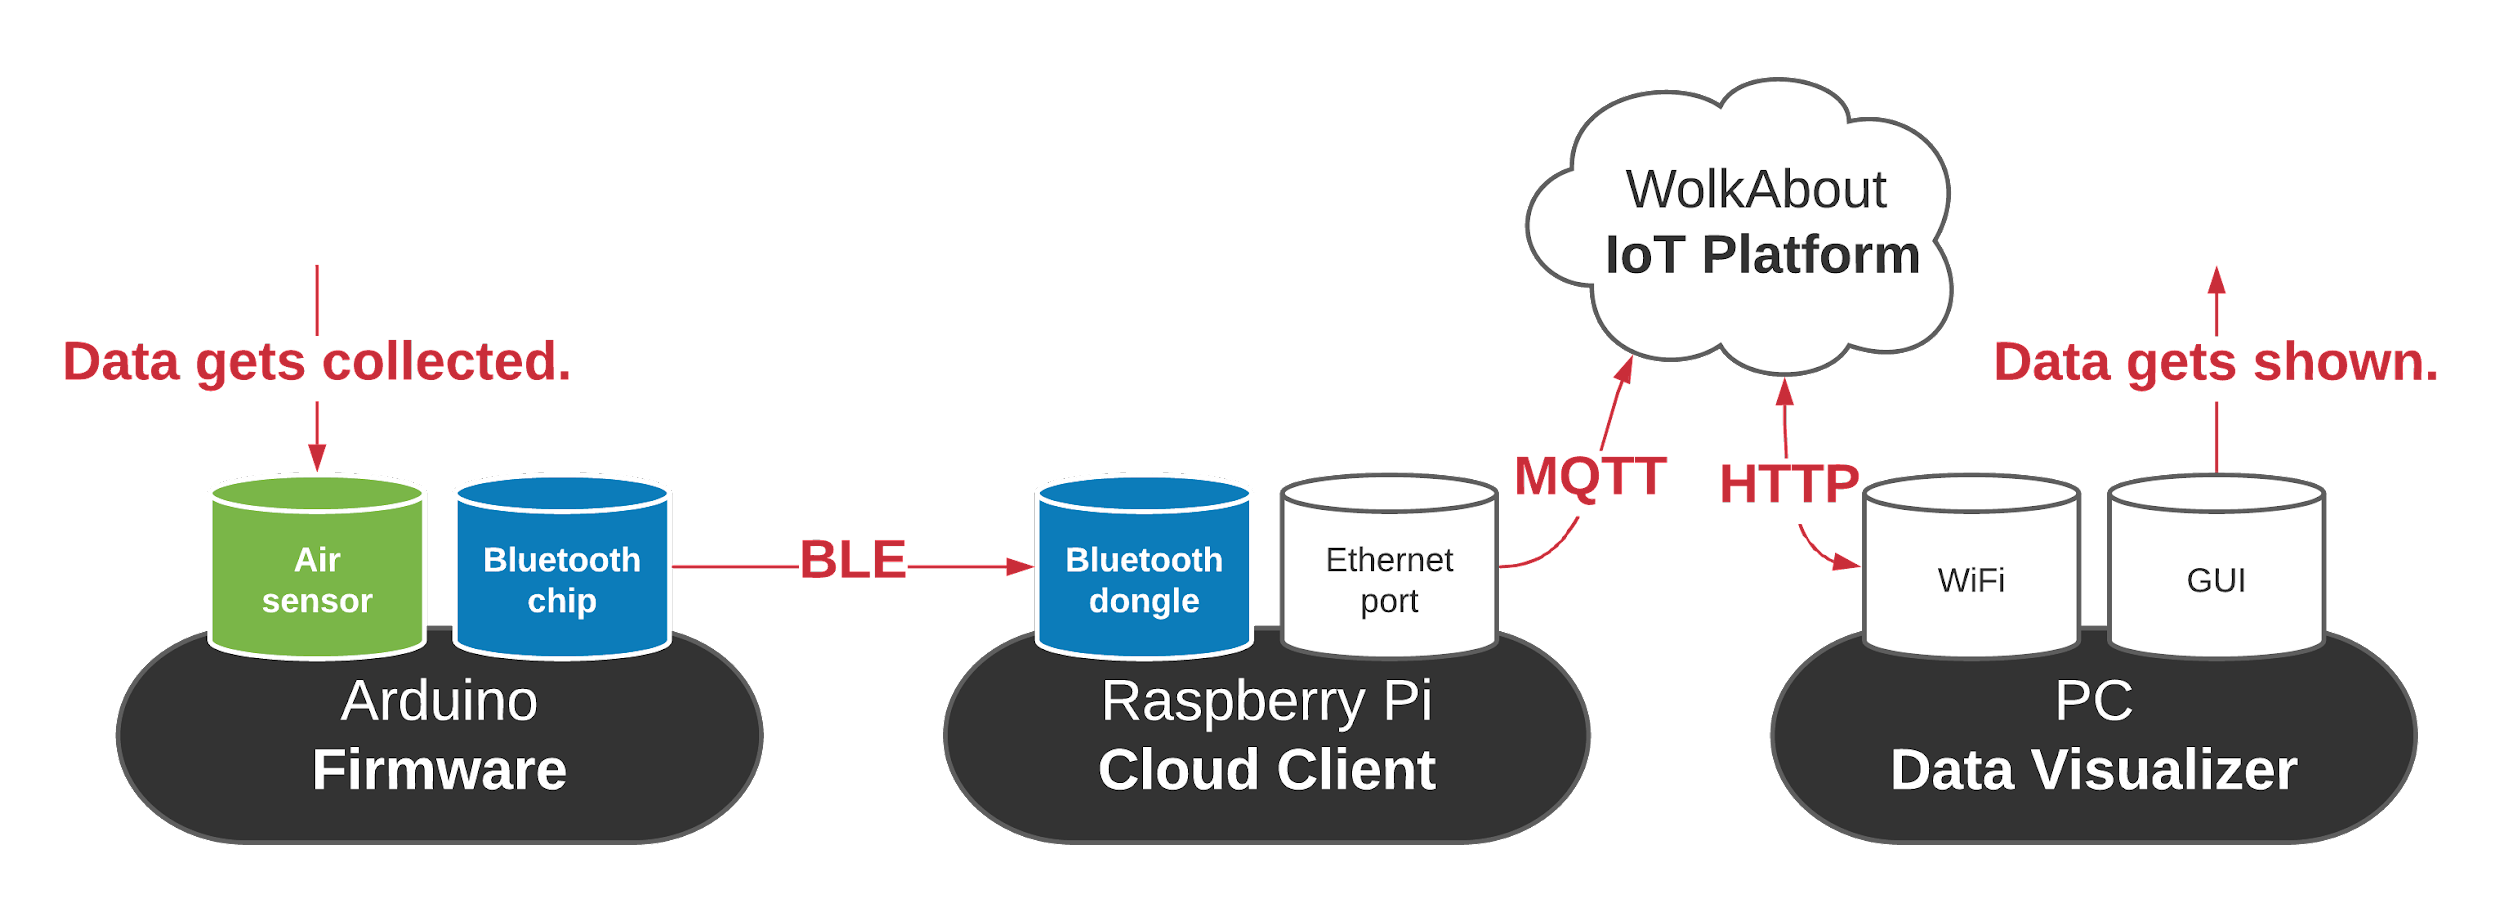 WolkAbout
IoT Platform
Data gets collected.
Data gets shown.
MQTT
HTTP
BLE
Air
sensor
Bluetooth
chip
Bluetooth
dongle
Ethernet
port
WiFi
GUI
Arduino
Firmware
Raspberry Pi
Cloud Client
PC
Data Visualizer